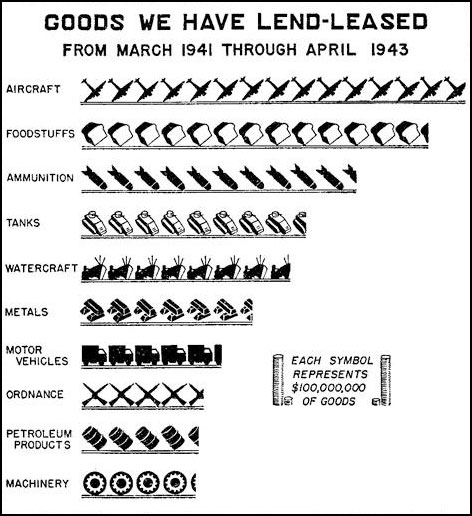 GOODS WE HAVE LEND-LEASED
FROM MARCH 1941 THROUGH APRIL 1943
AIRCRAFT
FOODSTUFFS
AMMUNITION
TANKS
WATERCRAFT
METALS
MOTOR
VEHICLES
ORDNANCE
PETROLEUM
PRODUCTS
MACHINERY
EACH SYMBOL
REPRESENTS
$100,000,000
OF GOODS